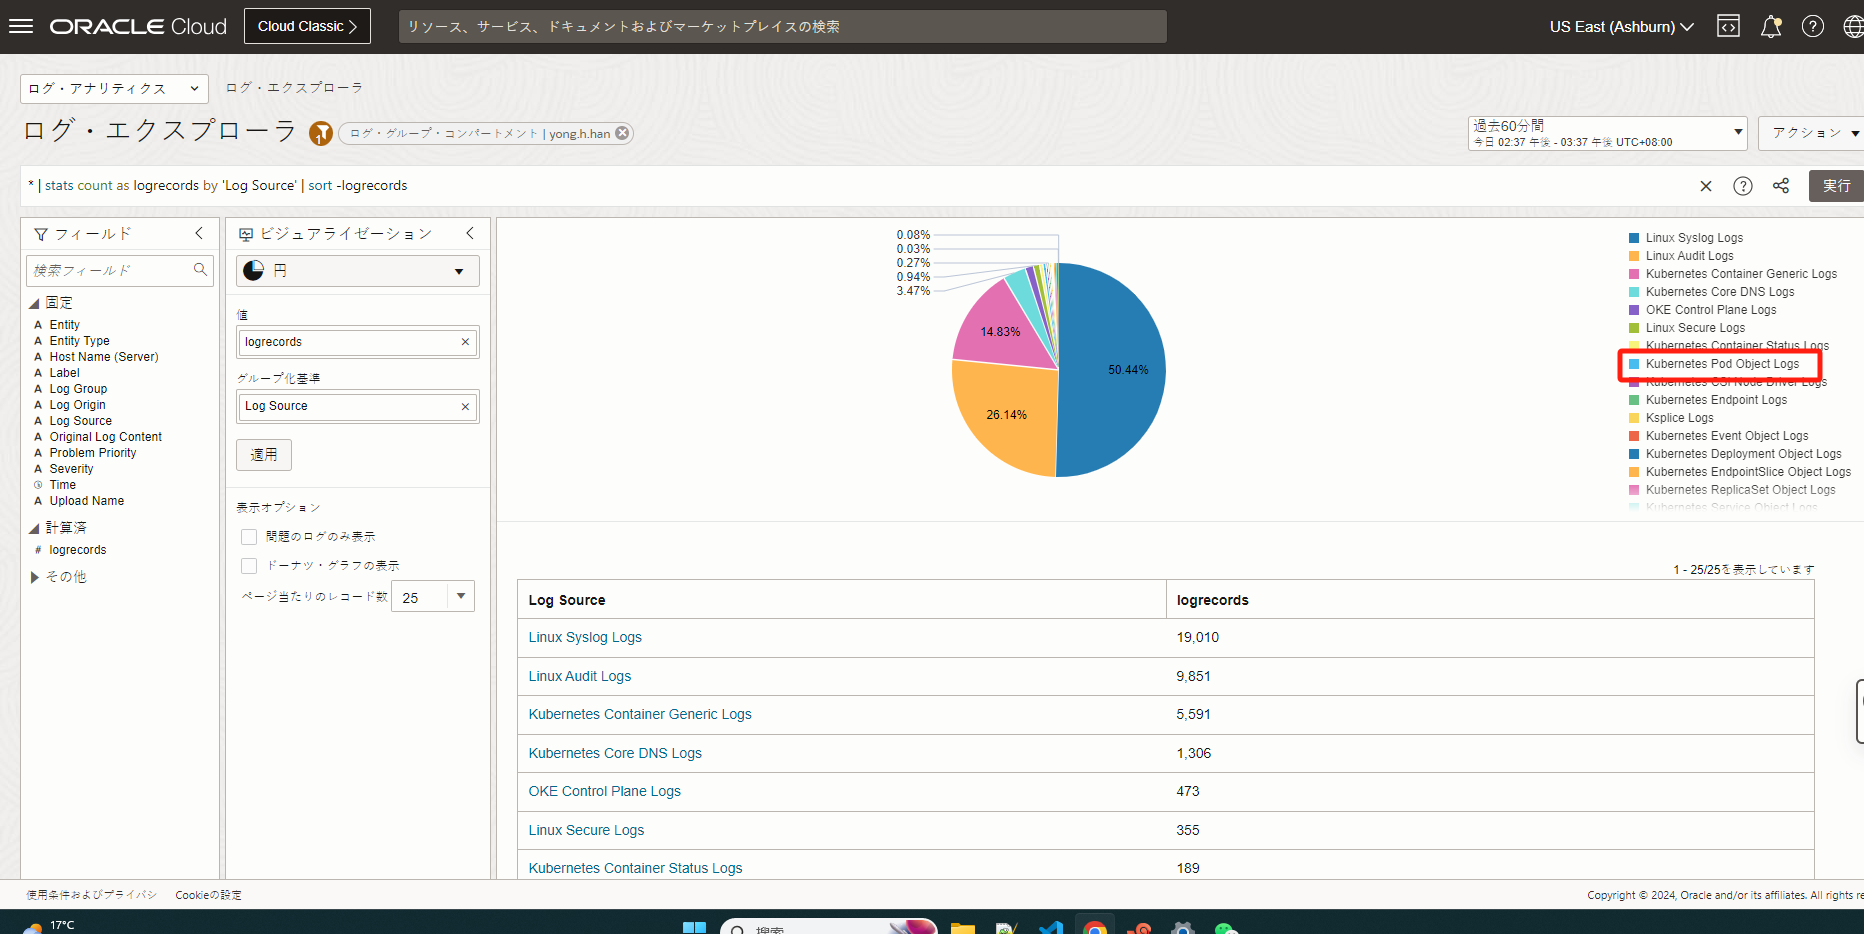 ORACLE Cloud
Cloud Classic
リソース、サービス、ドキュメントおよびマーケットプレイスの検索
US East (Ashburn)
ログ・アナリティクス
ログ・エクスプローラ
ログ・エクスプローラ
1
ログ・グループ・コンパートメント | yong.h.han
過去60分間
今日 02:37 午後 - 03:37 午後 UTC+08:00
アクション
* | stats count as logrecords by 'Log Source' | sort -logrecords
実行
フィールド
検索フィールド
固定
A Entity
A Entity Type
A Host Name (Server)
A Label
A Log Group
A Log Origin
A Log Source
A Original Log Content
A Problem Priority
A Severity
Time
A Upload Name
計算済
# logrecords
その他
ビジュアライゼーション
円
値
logrecords
グループ化基準
Log Source
適用
表示オプション
問題のログのみ表示
ドーナツ・グラフの表示
ページ当たりのレコード数 25
0.08%
0.03%
0.27%
0.94%
3.47%
14.83%
50.44%
26.14%
Linux Syslog Logs
Linux Audit Logs
Kubernetes Container Generic Logs
Kubernetes Core DNS Logs
OKE Control Plane Logs
Linux Secure Logs
Kubernetes Container Status Logs
Kubernetes Pod Object Logs
Kubernetes CSI Node Driver Logs
Kubernetes Endpoint Logs
Ksplice Logs
Kubernetes Event Object Logs
Kubernetes Deployment Object Logs
Kubernetes EndpointSlice Object Logs
Kubernetes ReplicaSet Object Logs
Kubernetes Service Object Logs
1 - 25/25を表示しています
Log Source logrecords
Linux Syslog Logs 19,010
Linux Audit Logs 9,851
Kubernetes Container Generic Logs 5,591
Kubernetes Core DNS Logs 1,306
OKE Control Plane Logs 473
Linux Secure Logs 355
Kubernetes Container Status Logs 189
使用条件およびプライバシ
Cookieの設定
Copyright © 2024, Oracle and/or its affiliates. All rights re
17°C
搜索